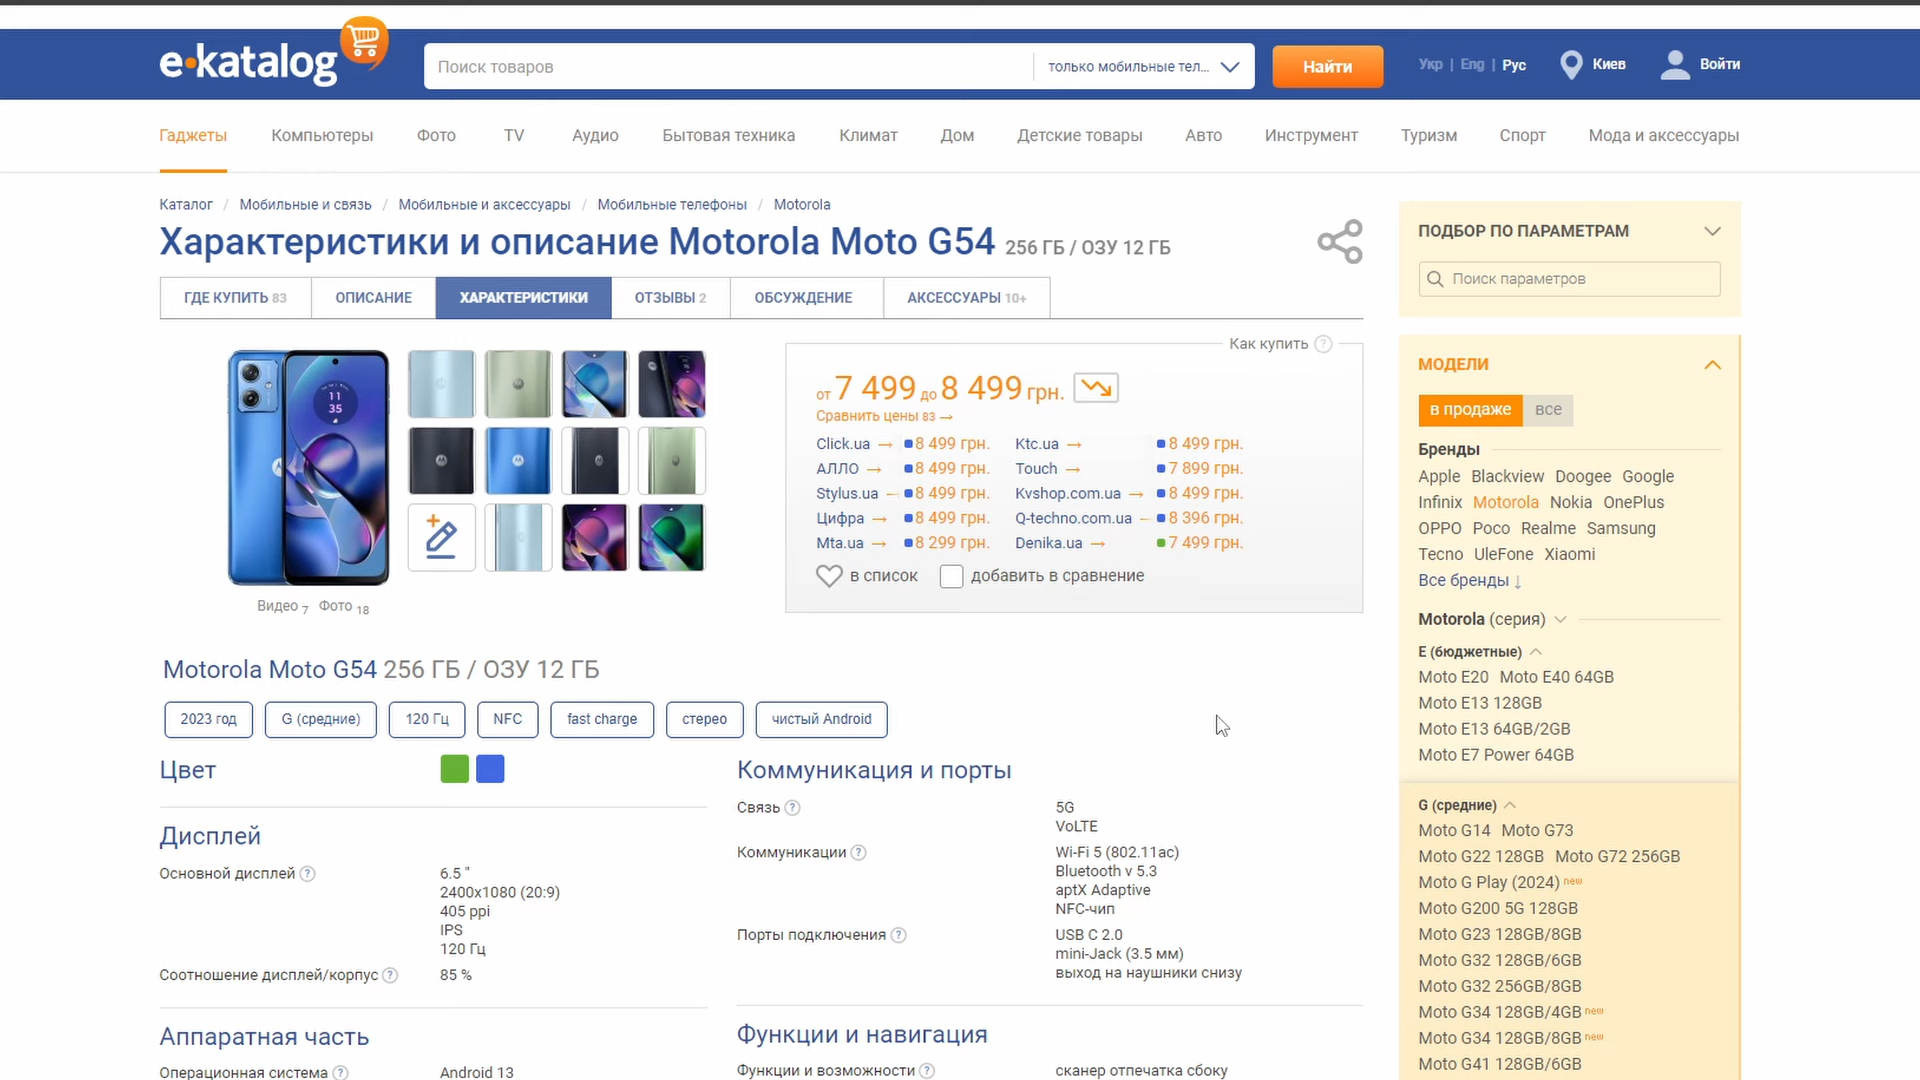 e·katalog
Поиск товаров
только мобильные тел...
Найти
Укр | Eng | Рус
Киев
Войти
Гаджеты Компьютеры Фото TV Аудио Бытовая техника Климат Дом Детские товары Авто Инструмент Туризм Спорт Мода и аксессуары
Каталог / Мобильные и связь / Мобильные и аксессуары / Мобильные телефоны / Motorola
Характеристики и описание Motorola Moto G54 256 ГБ / ОЗУ 12 ГБ
ГДЕ КУПИТЬ 83 ОПИСАНИЕ ХАРАКТЕРИСТИКИ ОТЗЫВЫ 2 ОБСУЖДЕНИЕ АКСЕССУАРЫ 10+
11
35
Видео 7 Фото 18
Как купить ?
от 7 499 до 8 499 грн.
Сравнить цены 83 →
Click.ua → 8 499 грн. Ktc.ua → 8 499 грн.
АЛЛО → 8 499 грн. Touch → 7 899 грн.
Stylus.ua → 8 499 грн. Kvshop.com.ua → 8 499 грн.
Цифра → 8 499 грн. Q-techno.com.ua → 8 396 грн.
Mta.ua → 8 299 грн. Denika.ua → 7 499 грн.
в список добавить в сравнение
Motorola Moto G54 256 ГБ / ОЗУ 12 ГБ
2023 год G (средние) 120 Гц NFC fast charge стерео чистый Android
Цвет
Дисплей
Основной дисплей ? 6.5 "
2400x1080 (20:9)
405 ppi
IPS
120 Гц
Соотношение дисплей/корпус ? 85 %
Аппаратная часть
Операционная система ? Android 13
Коммуникация и порты
Связь ? 5G
VoLTE
Коммуникации ? Wi-Fi 5 (802.11ac)
Bluetooth v 5.3
aptX Adaptive
NFC-чип
Порты подключения ? USB C 2.0
mini-Jack (3.5 мм)
выход на наушники снизу
Функции и навигация
Функции и возможности ? сканер отпечатка сбоку
ПОДБОР ПО ПАРАМЕТРАМ
Поиск параметров
МОДЕЛИ
в продаже все
Бренды
Apple Blackview Doogee Google
Infinix Motorola Nokia OnePlus
OPPO Poco Realme Samsung
Tecno UleFone Xiaomi
Все бренды ↓
Motorola (серия)
E (бюджетные)
Moto E20 Moto E40 64GB
Moto E13 128GB
Moto E13 64GB/2GB
Moto E7 Power 64GB
G (средние)
Moto G14 Moto G73
Moto G22 128GB Moto G72 256GB
Moto G Play (2024) new
Moto G200 5G 128GB
Moto G23 128GB/8GB
Moto G32 128GB/6GB
Moto G32 256GB/8GB
Moto G34 128GB/4GB new
Moto G34 128GB/8GB new
Moto G41 128GB/6GB